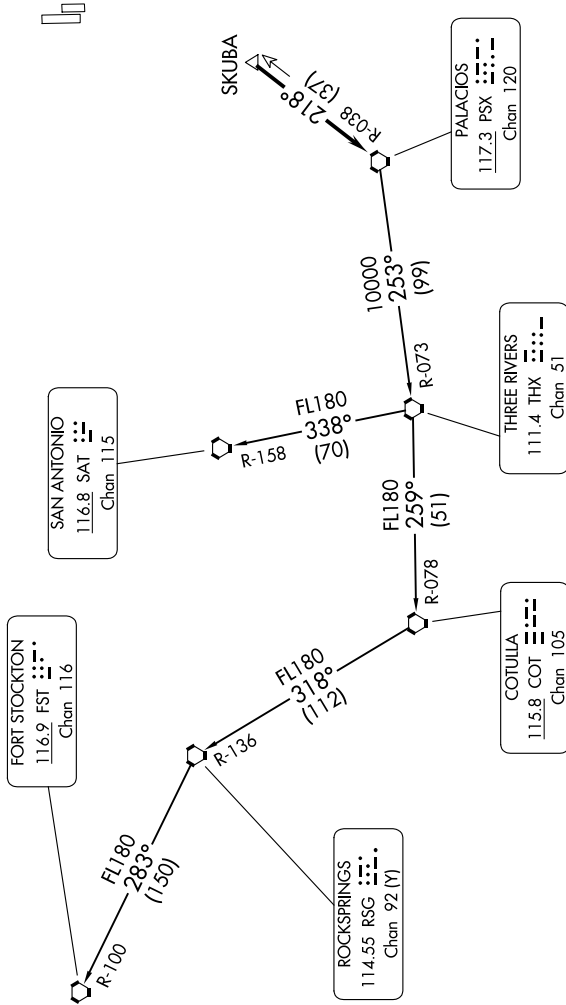 SKUBA
218°
(37)
R-038
PALACIOS
117.3 PSX
Chan 120
10000
253°
(99)
R-073
THREE RIVERS
111.4 THX
Chan 51
SAN ANTONIO
116.8 SAT
Chan 115
FL180
338°
(70)
R-158
FL180
259°
(51)
R-078
COTULLA
115.8 COT
Chan 105
FL180
318°
(112)
R-136
ROCKSPRINGS
114.55 RSG
Chan 92 (Y)
FORT STOCKTON
116.9 FST
Chan 116
FL180
283°
(150)
R-100